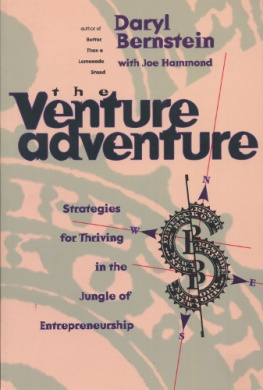 author of
Better
Than a
Lemonade
Stand
Daryl
Bernstein
with Joe Hammond
the
Venture
adventure
Strategies
for Thriving
in the
Jungle of
Entrepreneurship
N
W
E
S